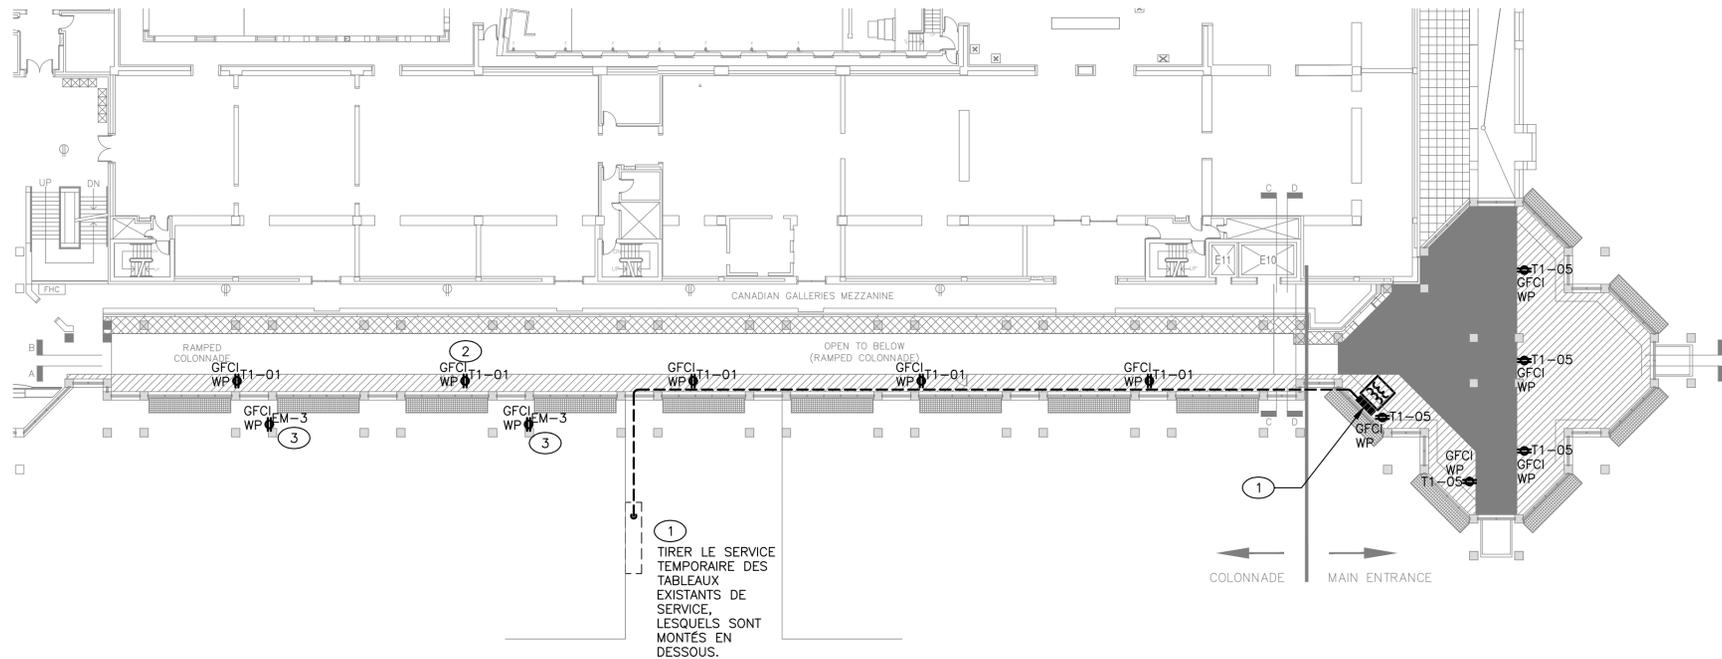 UP
DN
C
D
E11
E10
UP
UP
UP
FHC
CANADIAN GALLERIES MEZZANINE
RAMPED
COLONNADE
OPEN TO BELOW
(RAMPED COLONNADE)
B
A
2
GFCI
WP
T1-01
GFCI
WP
T1-01
GFCI
WP
T1-01
GFCI
WP
T1-01
GFCI
WP
T1-01
GFCI
WP
EM-3
3
GFCI
WP
EM-3
3
C
D
T1-05
GFCI
WP
T1-05
GFCI
WP
T1-05
GFCI
WP
T1-05
GFCI
WP
GFCI
WP
T1-05
1
1
TIRER LE SERVICE
TEMPORAIRE DES
TABLEAUX
EXISTANTS DE
SERVICE,
LESQUELS SONT
MONTÉS EN
DESSOUS.
COLONNADE
MAIN ENTRANCE